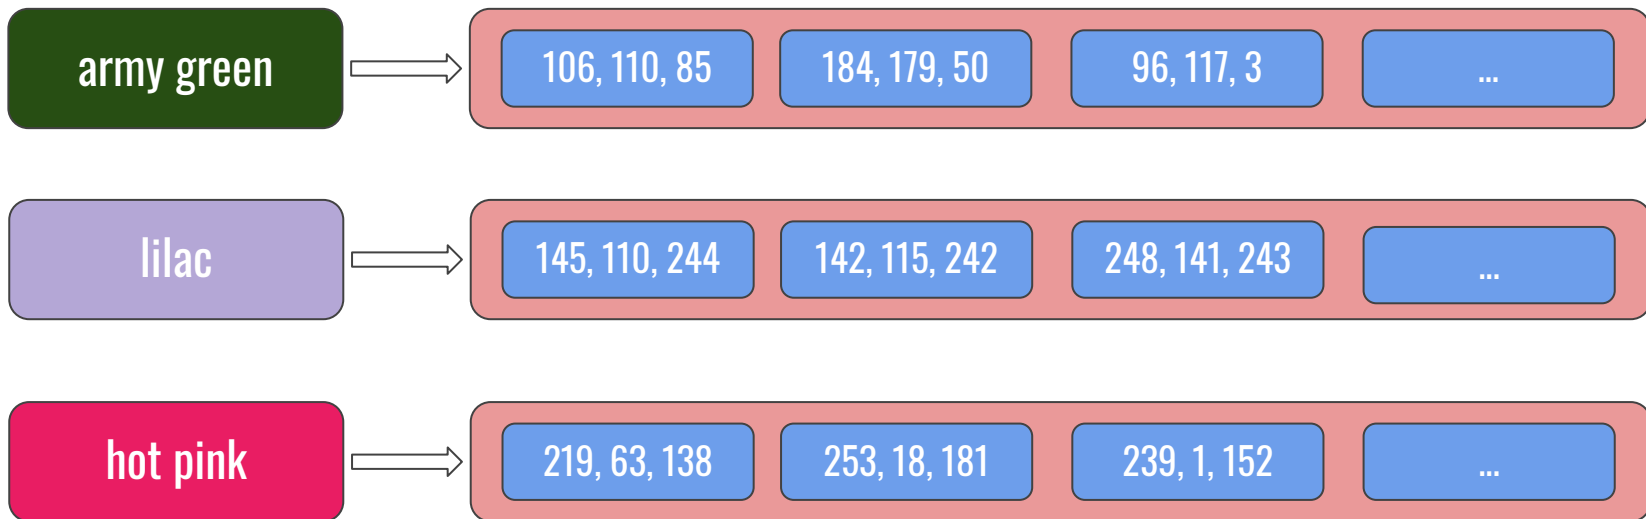 army green
106, 110, 85
184, 179, 50
96, 117, 3
...
lilac
145, 110, 244
142, 115, 242
248, 141, 243
...
hot pink
219, 63, 138
253, 18, 181
239, 1, 152
...